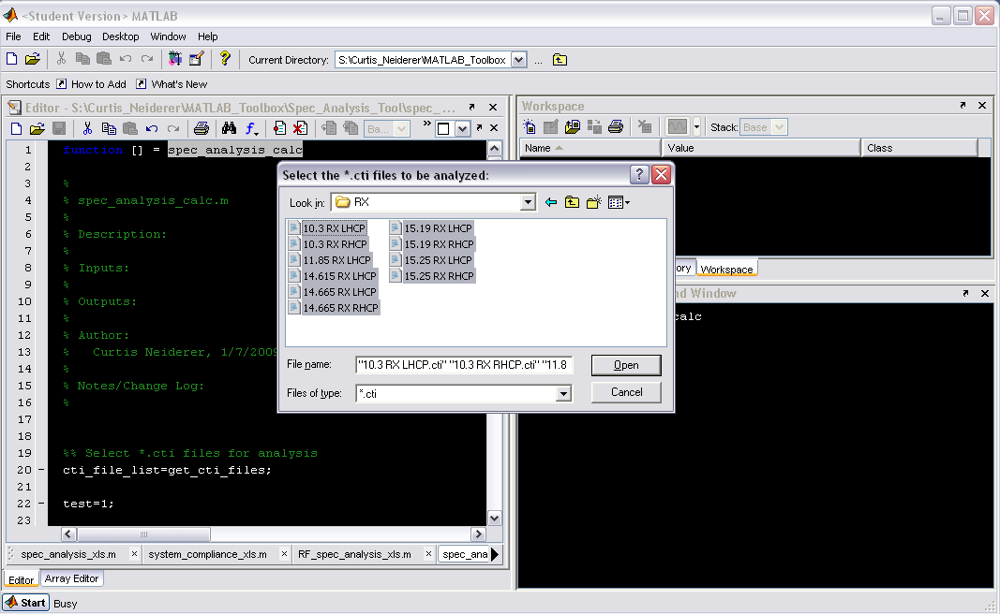 <Student Version> MATLAB
File Edit Debug Desktop Window Help
Current Directory: S:\Curtis_Neiderer\MATLAB_Toolbox ...
Shortcuts How to Add What's New
Editor - S:\Curtis_Neiderer\MATLAB_Toolbox\Spec_Analysis_Tool\spec_...
Ba...
1 function [] = spec_analysis_calc
2
3 %
4 % spec_analysis_calc.m
5 %
6 % Description:
7 %
8 % Inputs:
9 %
10 % Outputs:
11 %
12 % Author:
13 % Curtis Neiderer, 1/7/2009
14 %
15 % Notes/Change Log:
16 %
17
18
19 %% Select *.cti files for analysis
20 - cti_file_list=get_cti_files;
21
22 - test=1;
23
spec_analysis_xls.m × system_compliance_xls.m × RF_spec_analysis_xls.m × spec_ana
Editor Array Editor
Start Busy
Workspace
Stack: Base
Name Value Class
ory Workspace
nd Window
calc
Select the *.cti files to be analyzed:
Look in: RX
10.3 RX LHCP
10.3 RX RHCP
11.85 RX LHCP
14.615 RX LHCP
14.665 RX LHCP
14.665 RX RHCP
15.19 RX LHCP
15.19 RX RHCP
15.25 RX LHCP
15.25 RX RHCP
File name: "10.3 RX LHCP.cti" "10.3 RX RHCP.cti" "11.8
Open
Files of type: *.cti
Cancel